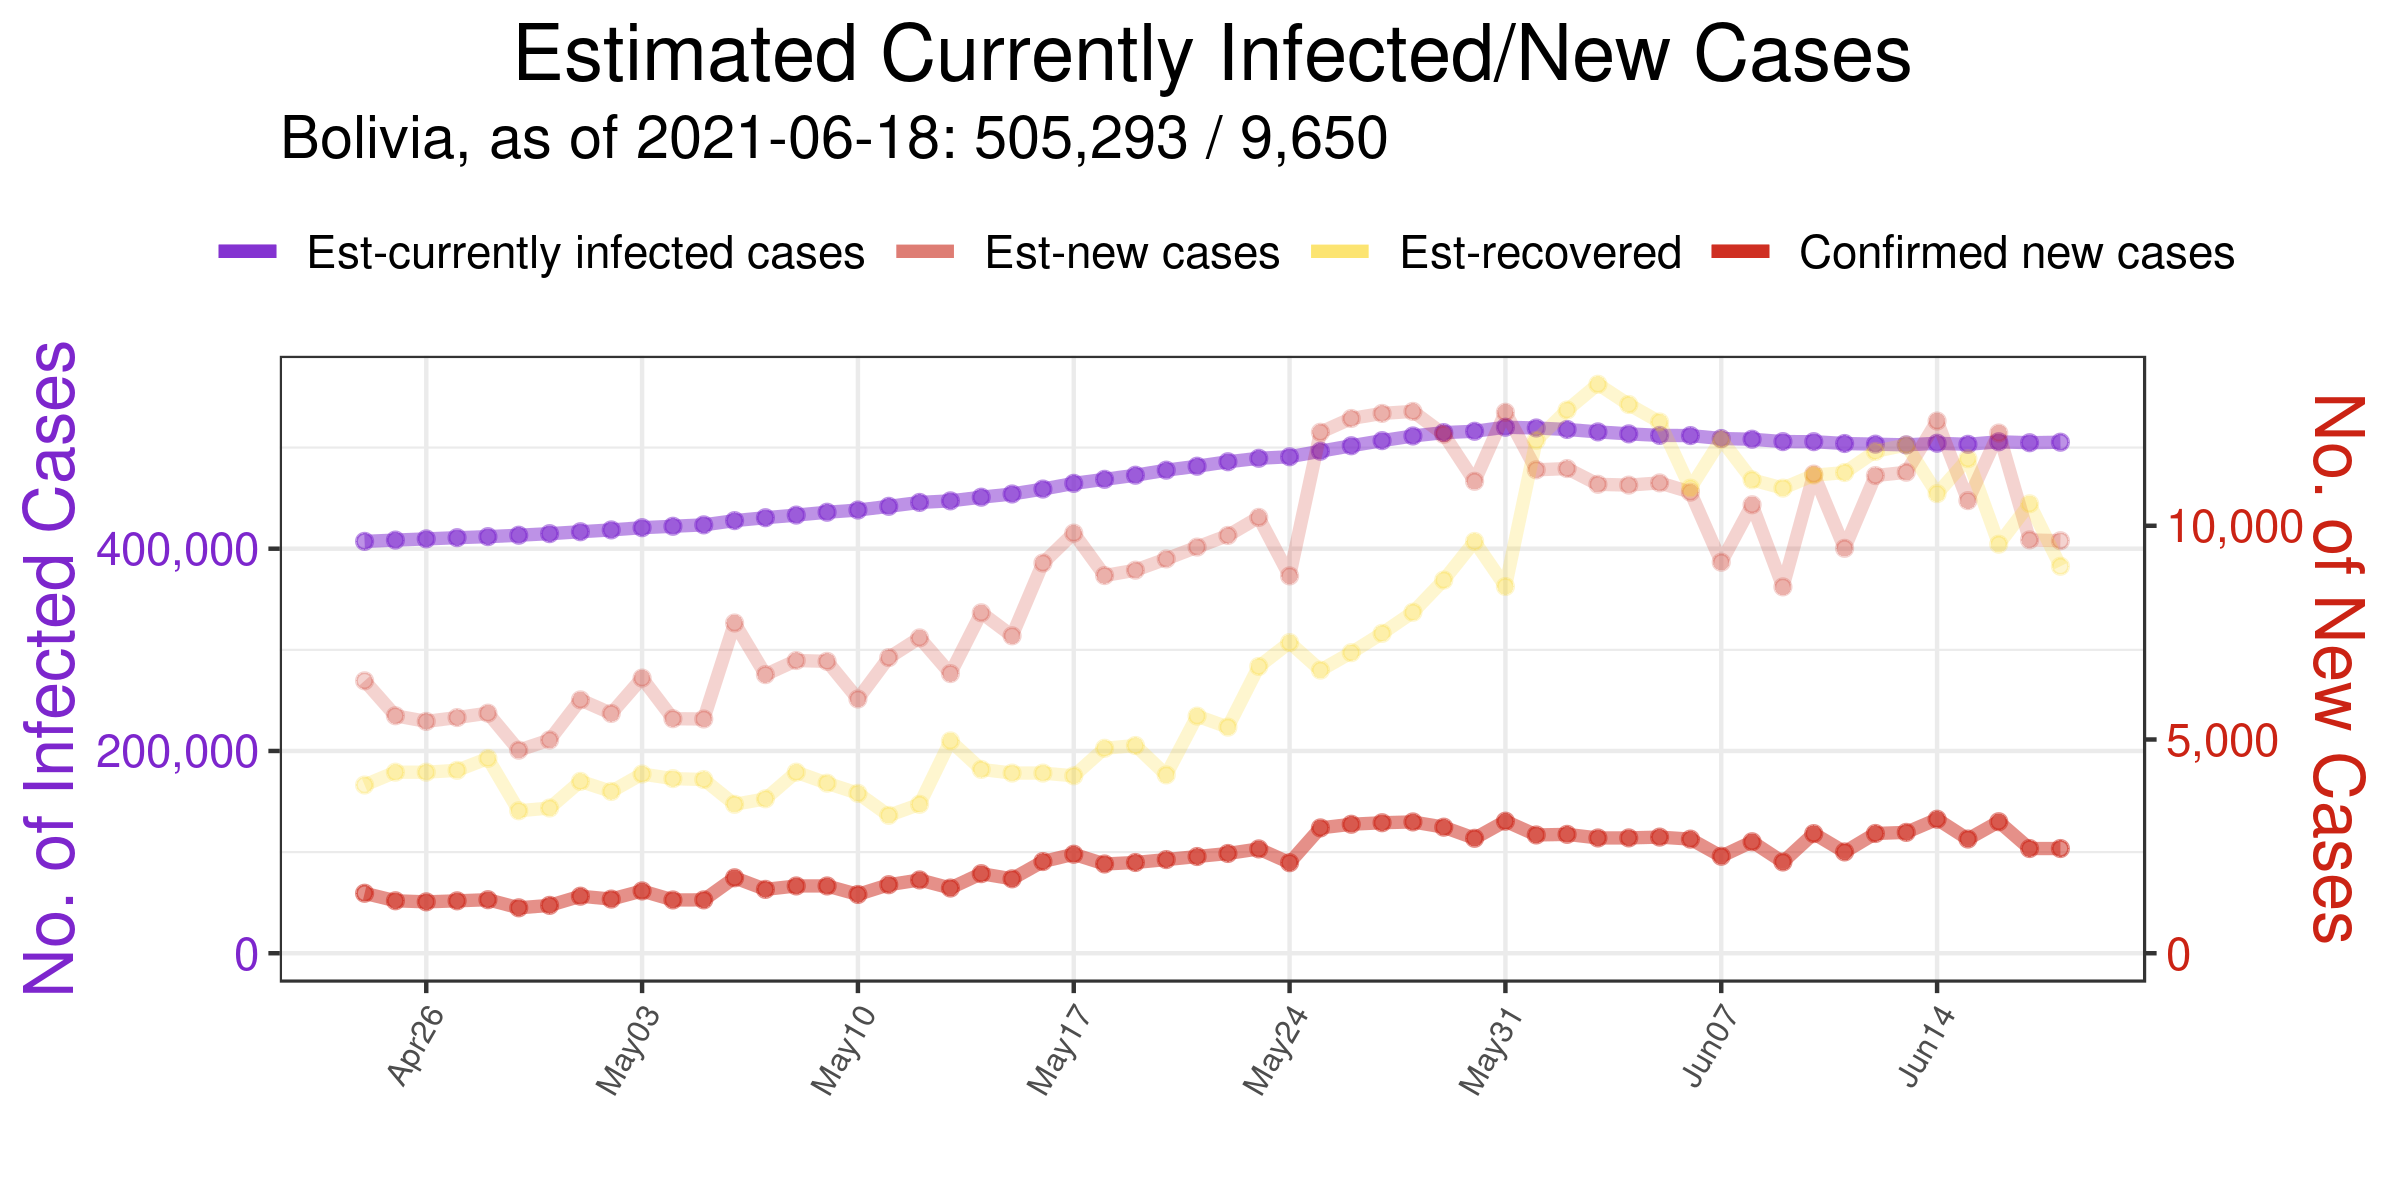 Estimated Currently Infected/New Cases
Bolivia, as of 2021-06-18: 505,293 / 9,650
Est-currently infected cases Est-new cases Est-recovered Confirmed new cases
No. of Infected Cases
400,000
200,000
0
10,000
5,000
0
No. of New Cases
Apr26 May03 May10 May17 May24 May31 Jun07 Jun14